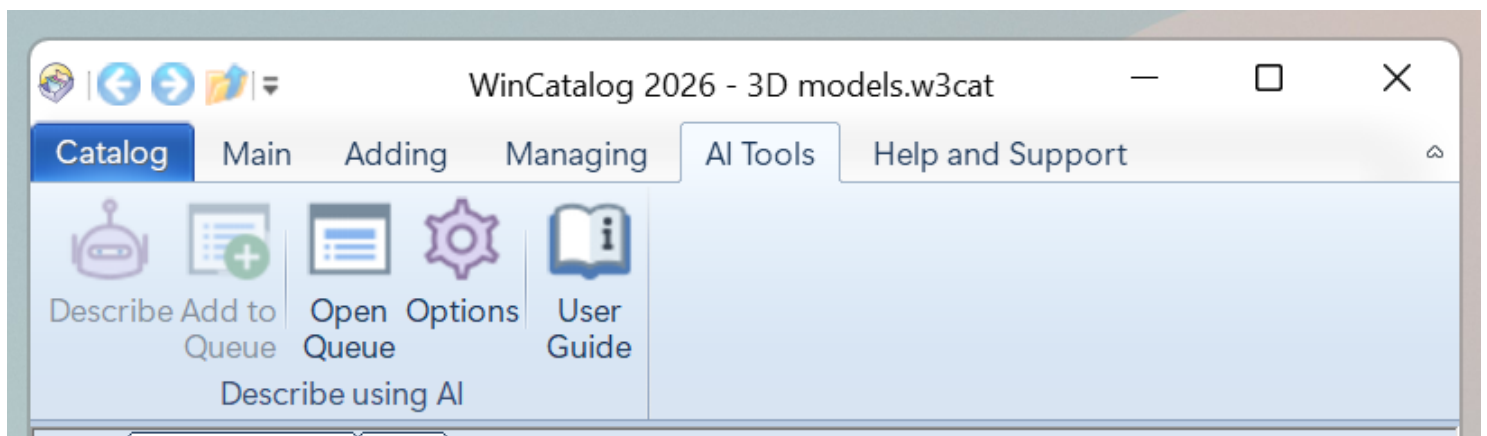 WinCatalog 2026 - 3D models.w3cat
Catalog Main Adding Managing AI Tools Help and Support
Describe Add to Open Options User
Queue Queue Guide
Describe using AI